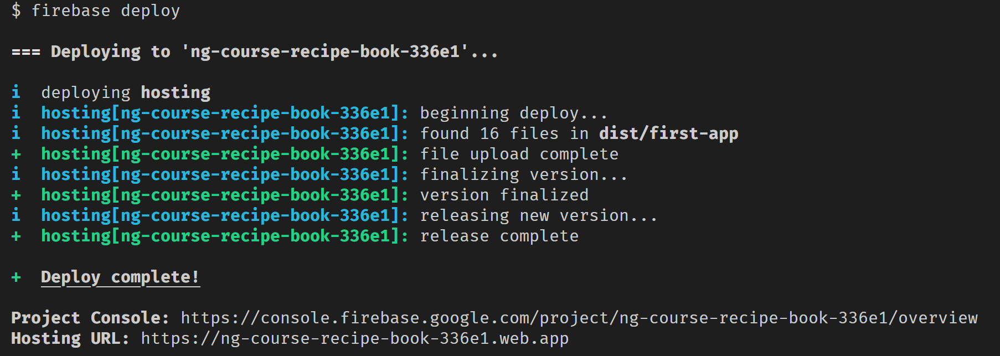 $ firebase deploy
=== Deploying to 'ng-course-recipe-book-336e1'...
i  deploying hosting
i  hosting[ng-course-recipe-book-336e1]: beginning deploy...
i  hosting[ng-course-recipe-book-336e1]: found 16 files in dist/first-app
+  hosting[ng-course-recipe-book-336e1]: file upload complete
i  hosting[ng-course-recipe-book-336e1]: finalizing version...
+  hosting[ng-course-recipe-book-336e1]: version finalized
i  hosting[ng-course-recipe-book-336e1]: releasing new version...
+  hosting[ng-course-recipe-book-336e1]: release complete
+  Deploy complete!
Project Console: https://console.firebase.google.com/project/ng-course-recipe-book-336e1/overview
Hosting URL: https://ng-course-recipe-book-336e1.web.app